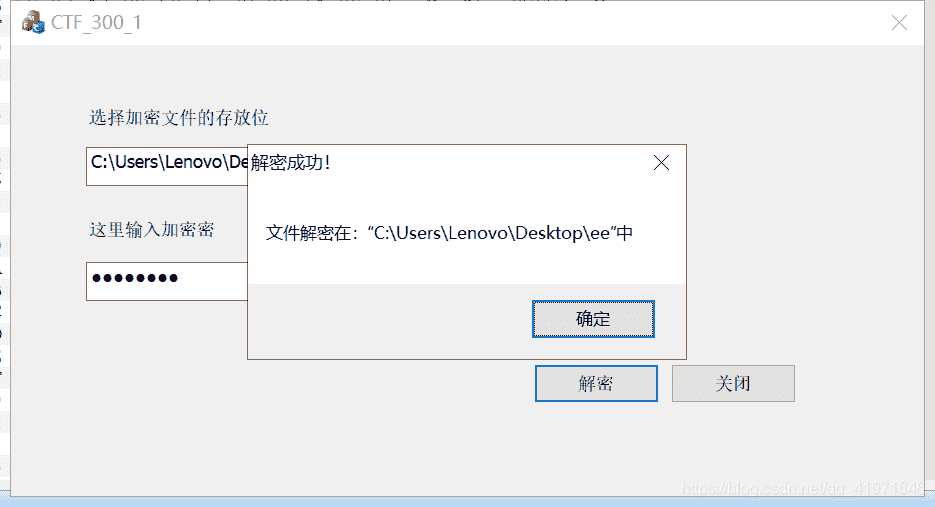 CTF_300_1
选择加密文件的存放位
C:\Users\Lenovo\De
解密成功!
文件解密在：“C:\Users\Lenovo\Desktop\ee”中
这里输入加密密
●●●●●●●●
确定
解密
关闭
https://blog.csdn.net/qq_41071646